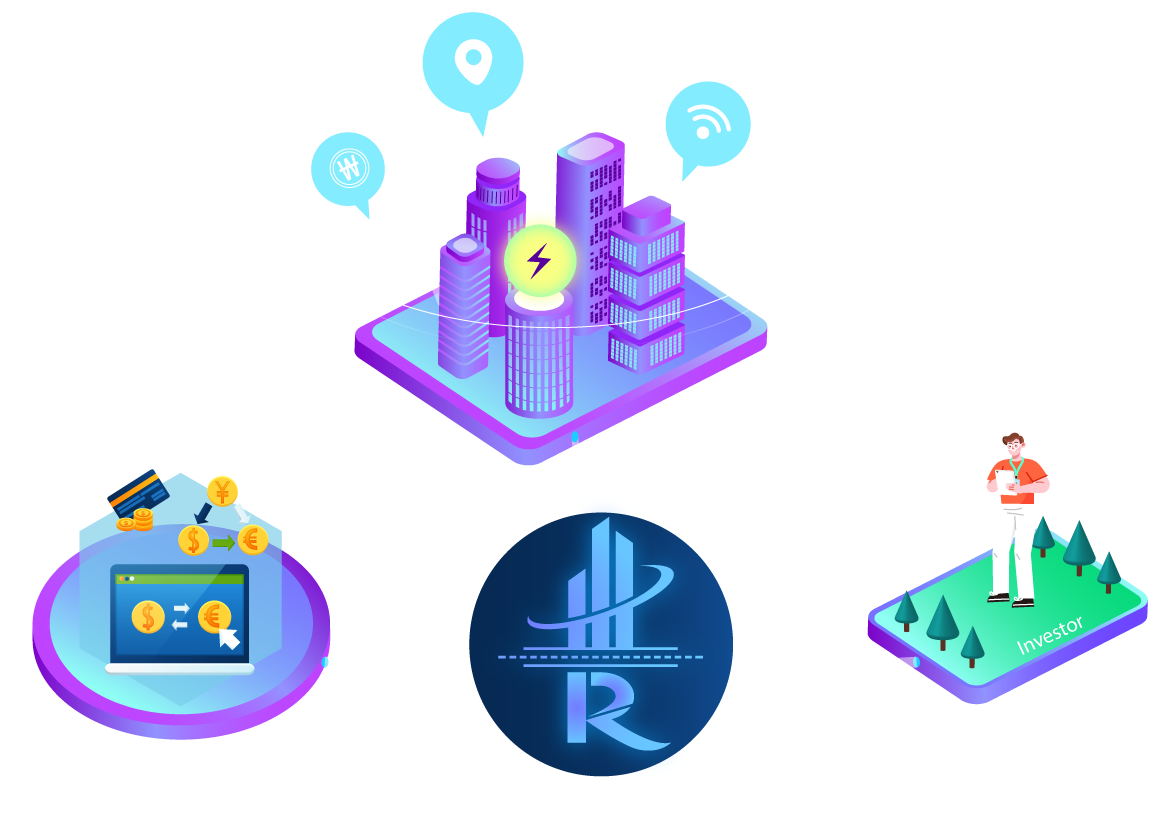 ₩
¥
$ €
$ €
R
Investor